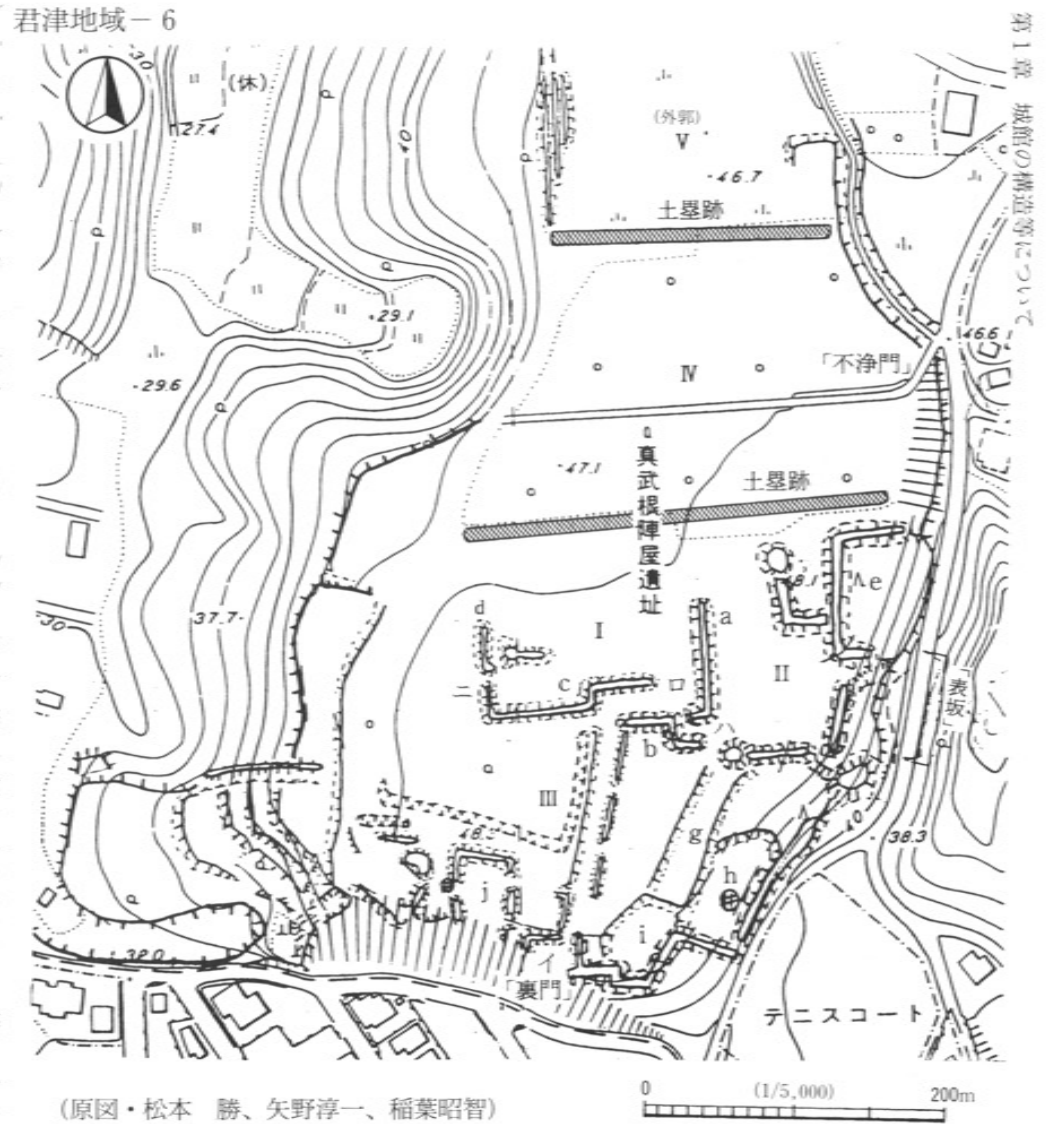 君津地域－6
第1章　城館の構造等について
(休)
27.4
40
(外郭)
Ⅴ
46.7
土塁跡
29.1
29.6
「不浄門」
46.6
Ⅳ
47.1
土塁跡
真武根陣屋遺址
37.7
30
d
Ⅰ
a
Ⅱ
e
ニ
c
ロ
b
ハ
「表坂」
Ⅲ
g
40
38.3
h
j
i
イ
「裏門」
32.0
テニスコート
0
(1/5,000)
200m
(原図・松本　勝、矢野淳一、稲葉昭智)